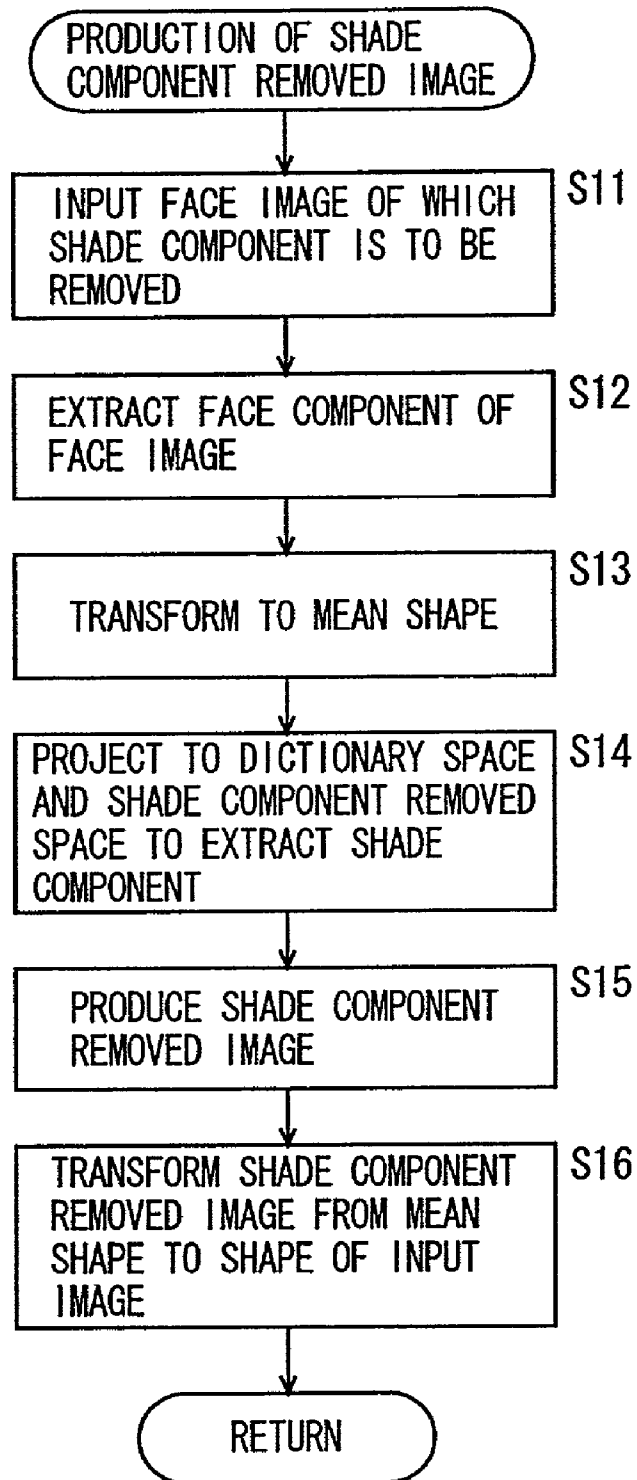 PRODUCTION OF SHADE
COMPONENT REMOVED IMAGE
S11
INPUT FACE IMAGE OF WHICH
SHADE COMPONENT IS TO BE
REMOVED
S12
EXTRACT FACE COMPONENT OF
FACE IMAGE
S13
TRANSFORM TO MEAN SHAPE
S14
PROJECT TO DICTIONARY SPACE
AND SHADE COMPONENT REMOVED
SPACE TO EXTRACT SHADE
COMPONENT
S15
PRODUCE SHADE COMPONENT
REMOVED IMAGE
S16
TRANSFORM SHADE COMPONENT
REMOVED IMAGE FROM MEAN
SHAPE TO SHAPE OF INPUT
IMAGE
RETURN